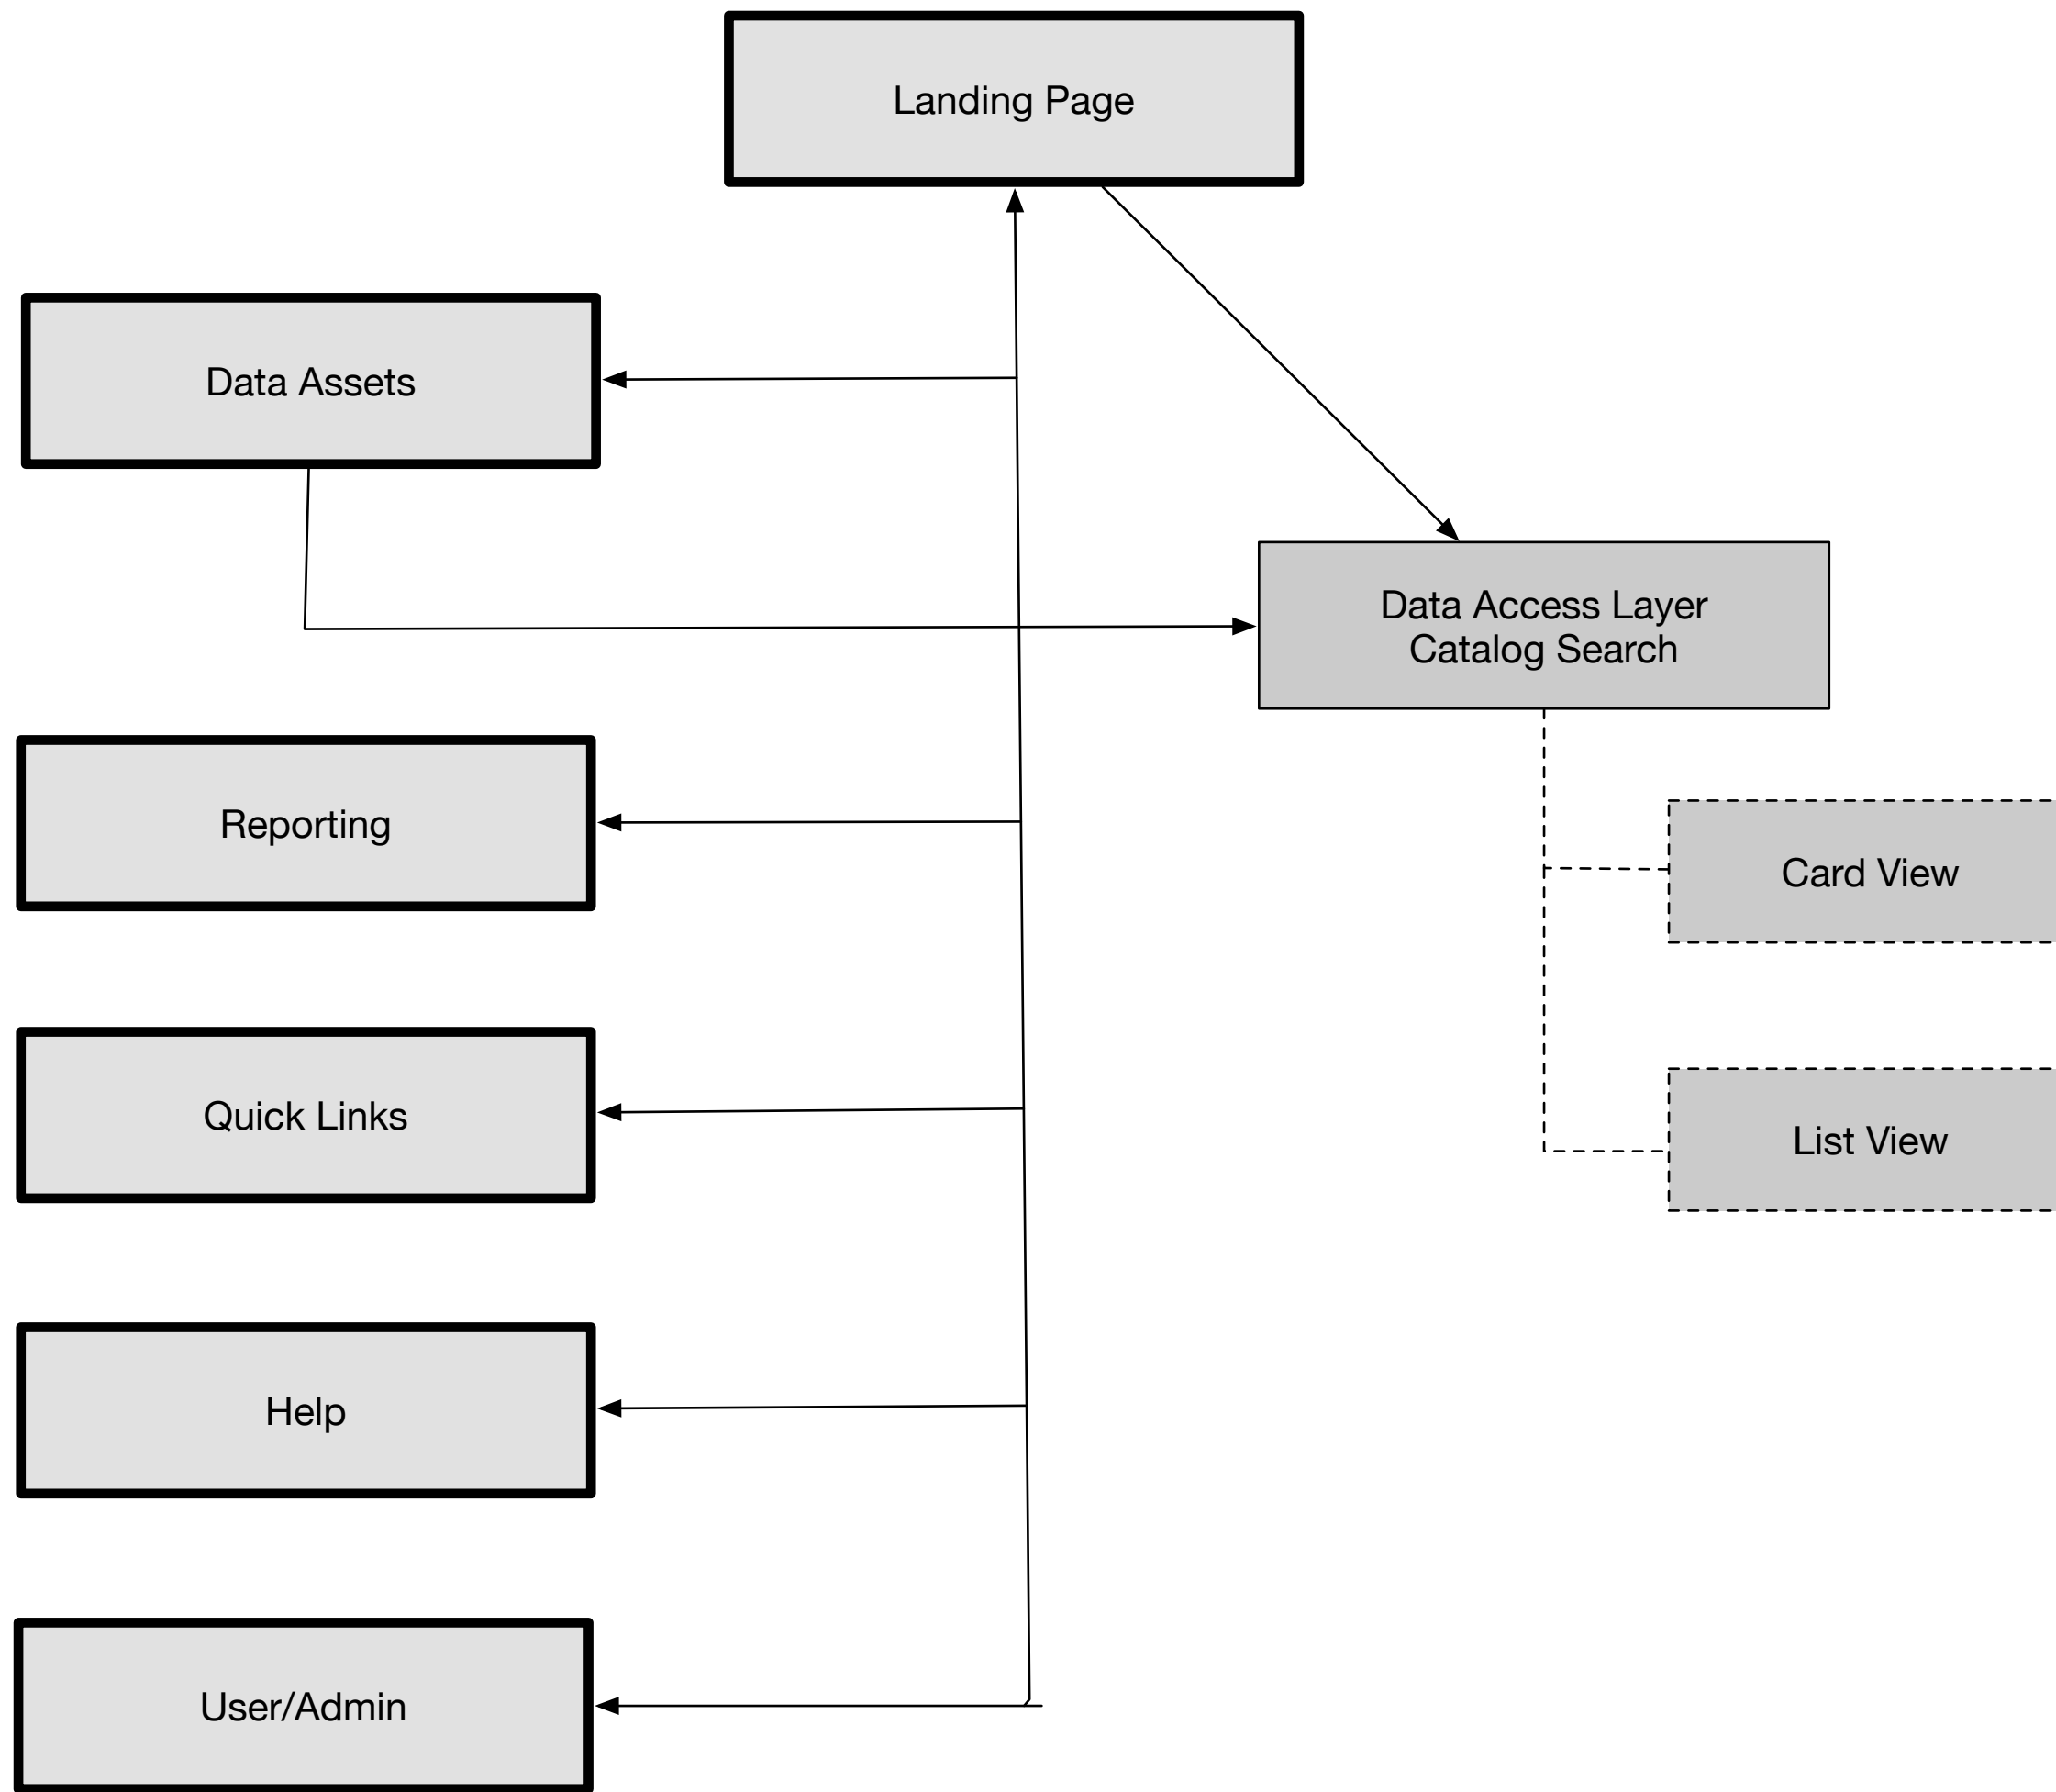 Landing Page
Data Assets
Data Access Layer
Catalog Search
Reporting
Card View
Quick Links
List View
Help
User/Admin